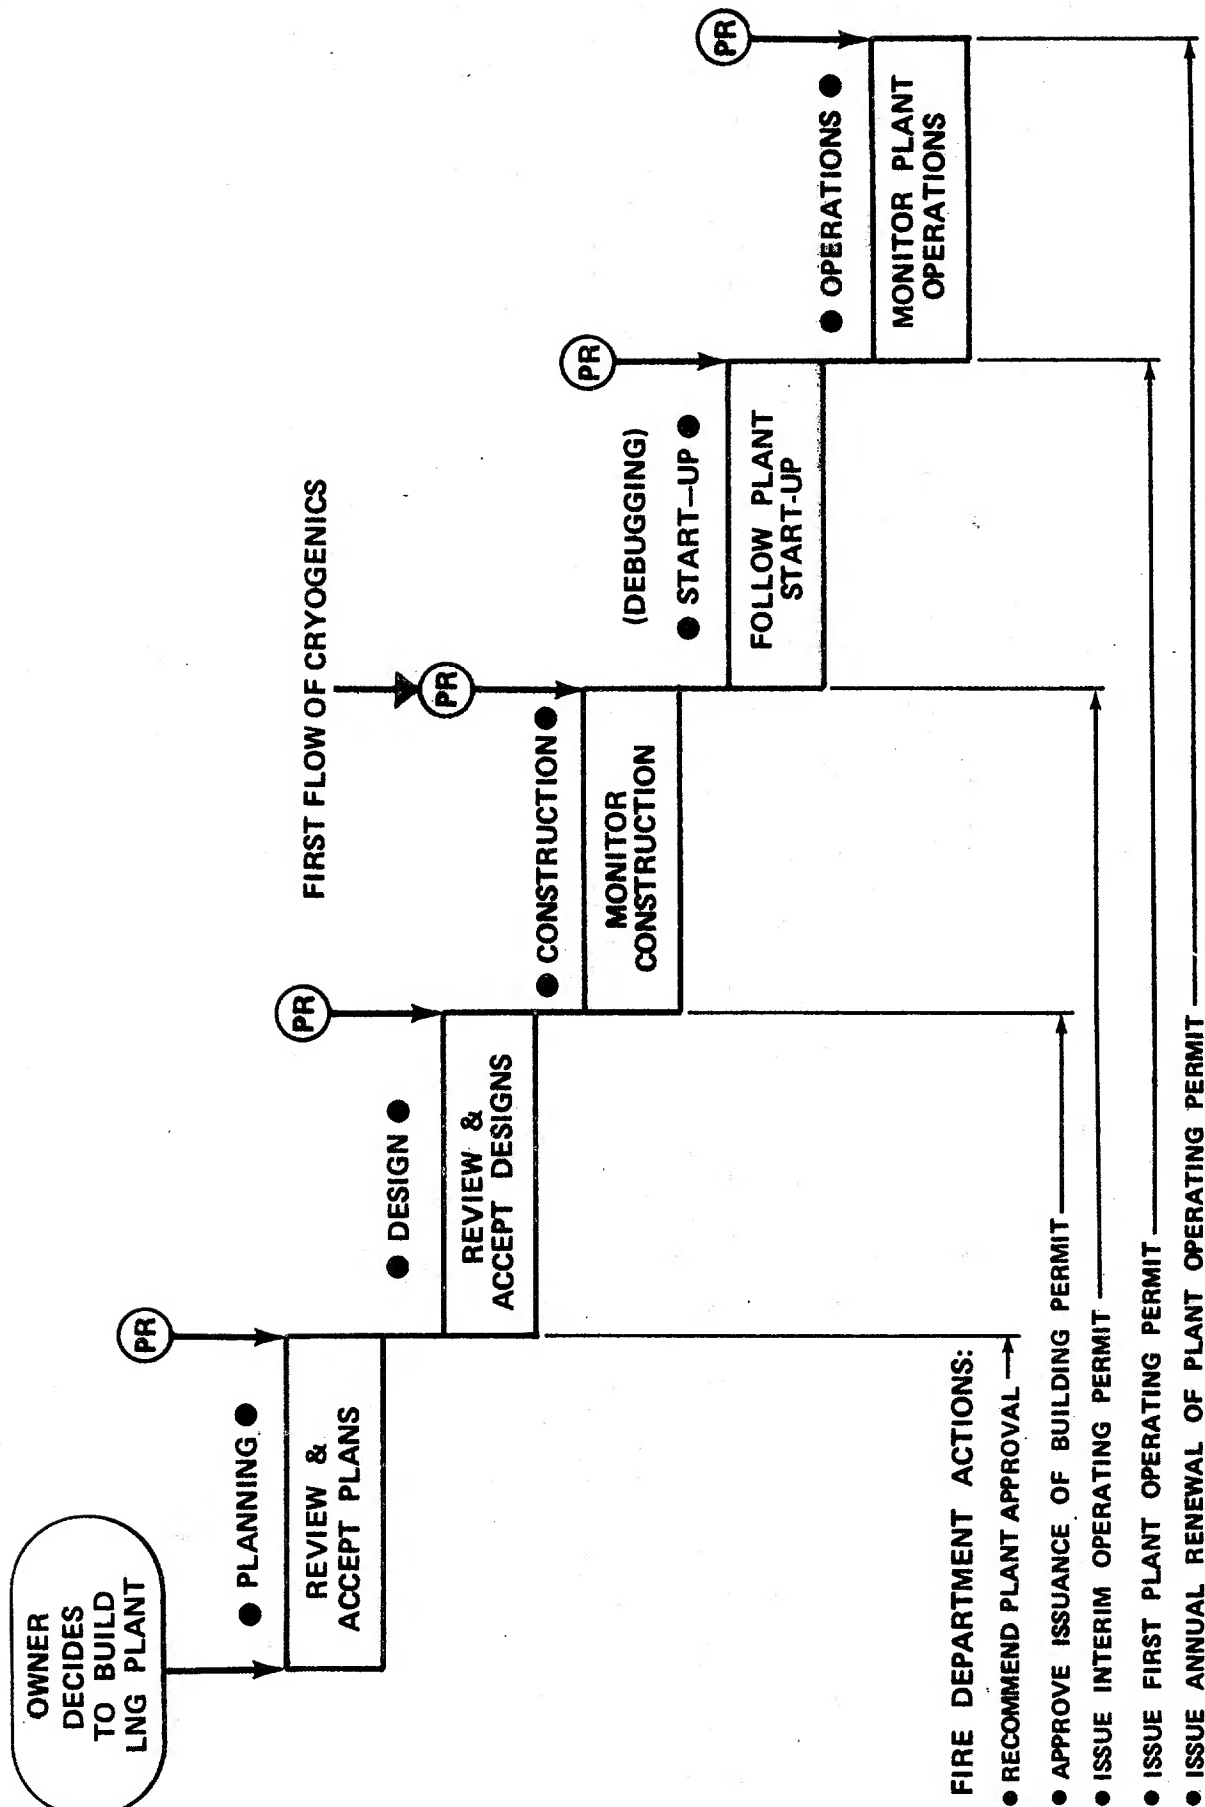 OWNER
DECIDES
TO BUILD
LNG PLANT
● PLANNING ●
PR
REVIEW &
ACCEPT PLANS
● DESIGN ●
PR
REVIEW &
ACCEPT DESIGNS
FIRST FLOW OF CRYOGENICS
PR
● CONSTRUCTION ●
MONITOR
CONSTRUCTION
(DEBUGGING)
● START–UP ●
PR
FOLLOW PLANT
START-UP
● OPERATIONS ●
PR
MONITOR PLANT
OPERATIONS
FIRE DEPARTMENT ACTIONS:
● RECOMMEND PLANT APPROVAL
● APPROVE ISSUANCE OF BUILDING PERMIT
● ISSUE INTERIM OPERATING PERMIT
● ISSUE FIRST PLANT OPERATING PERMIT
● ISSUE ANNUAL RENEWAL OF PLANT OPERATING PERMIT